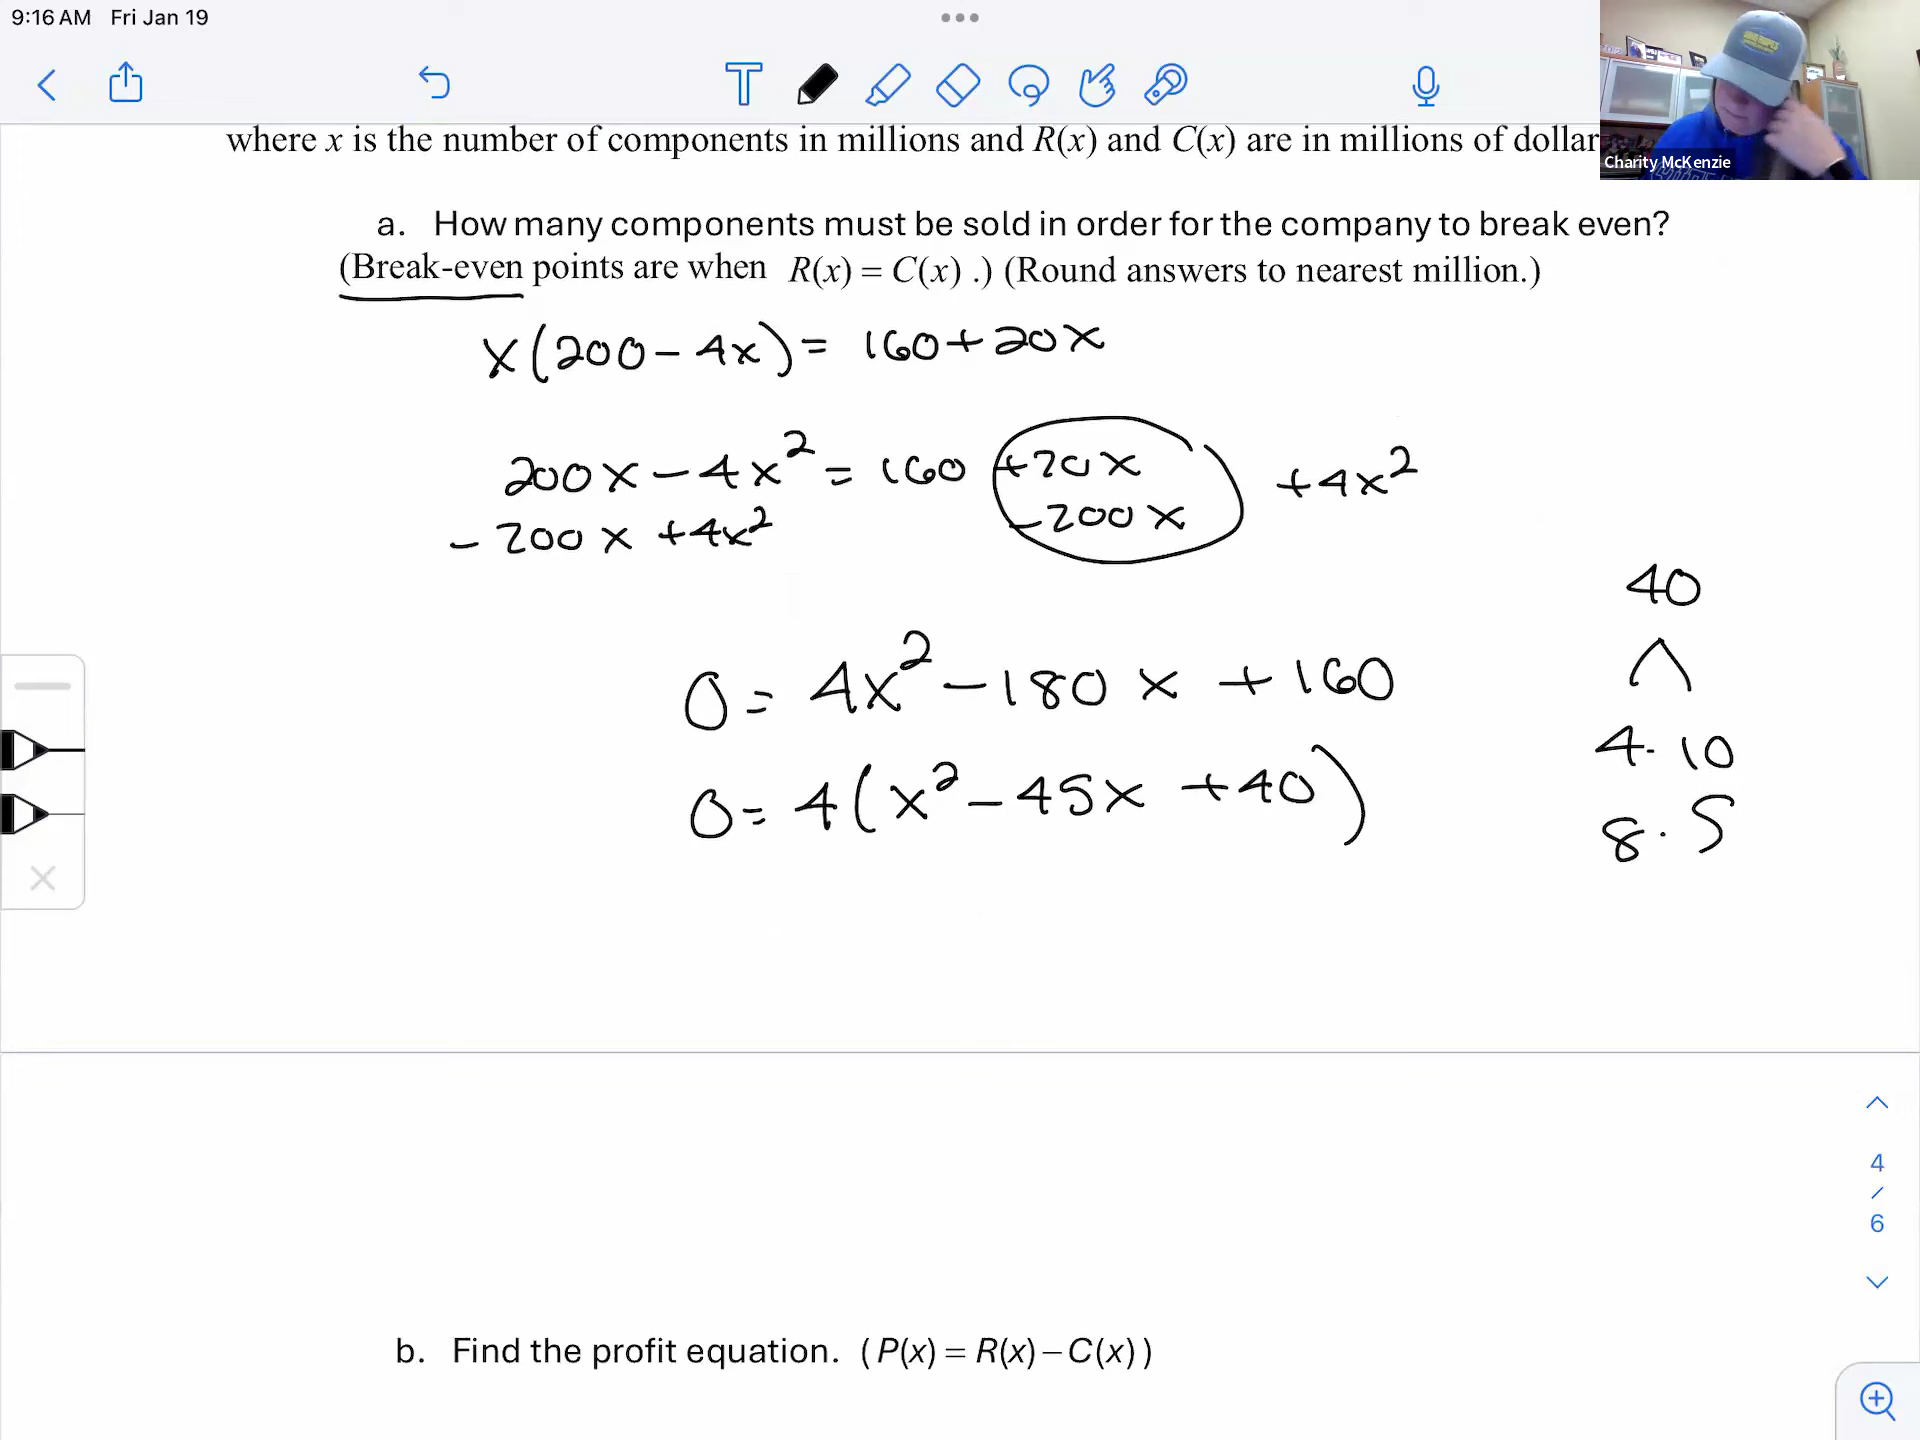 9:16 AM Fri Jan 19
T
Charity McKenzie
where x is the number of components in millions and R(x) and C(x) are in millions of dollar
a. How many components must be sold in order for the company to break even?
(Break-even points are when R(x) = C(x) .) (Round answers to nearest million.)
x(200 - 4x) = 160 + 20x
200x - 4x² = 160 +20x +4x²
- 200x +4x² - 200x
40
0 = 4x² - 180x + 160
4 · 10
0 = 4(x² - 45x + 40)
8 · 5
4
/
6
b. Find the profit equation. ( P(x) = R(x) – C(x) )